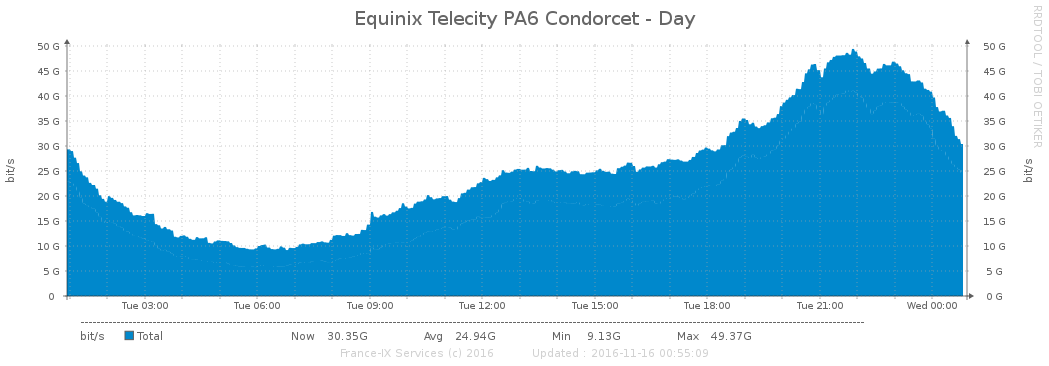 Equinix Telecity PA6 Condorcet - Day
RRDTOOL / TOBI OETIKER
50 G 50 G
45 G 45 G
40 G 40 G
35 G 35 G
30 G 30 G
25 G 25 G
20 G 20 G
15 G 15 G
10 G 10 G
5 G 5 G
0 0 G
bit/s bit/s
Tue 03:00 Tue 06:00 Tue 09:00 Tue 12:00 Tue 15:00 Tue 18:00 Tue 21:00 Wed 00:00
bit/s Total Now 30.35G Avg 24.94G Min 9.13G Max 49.37G
France-IX Services (c) 2016 Updated : 2016-11-16 00:55:09